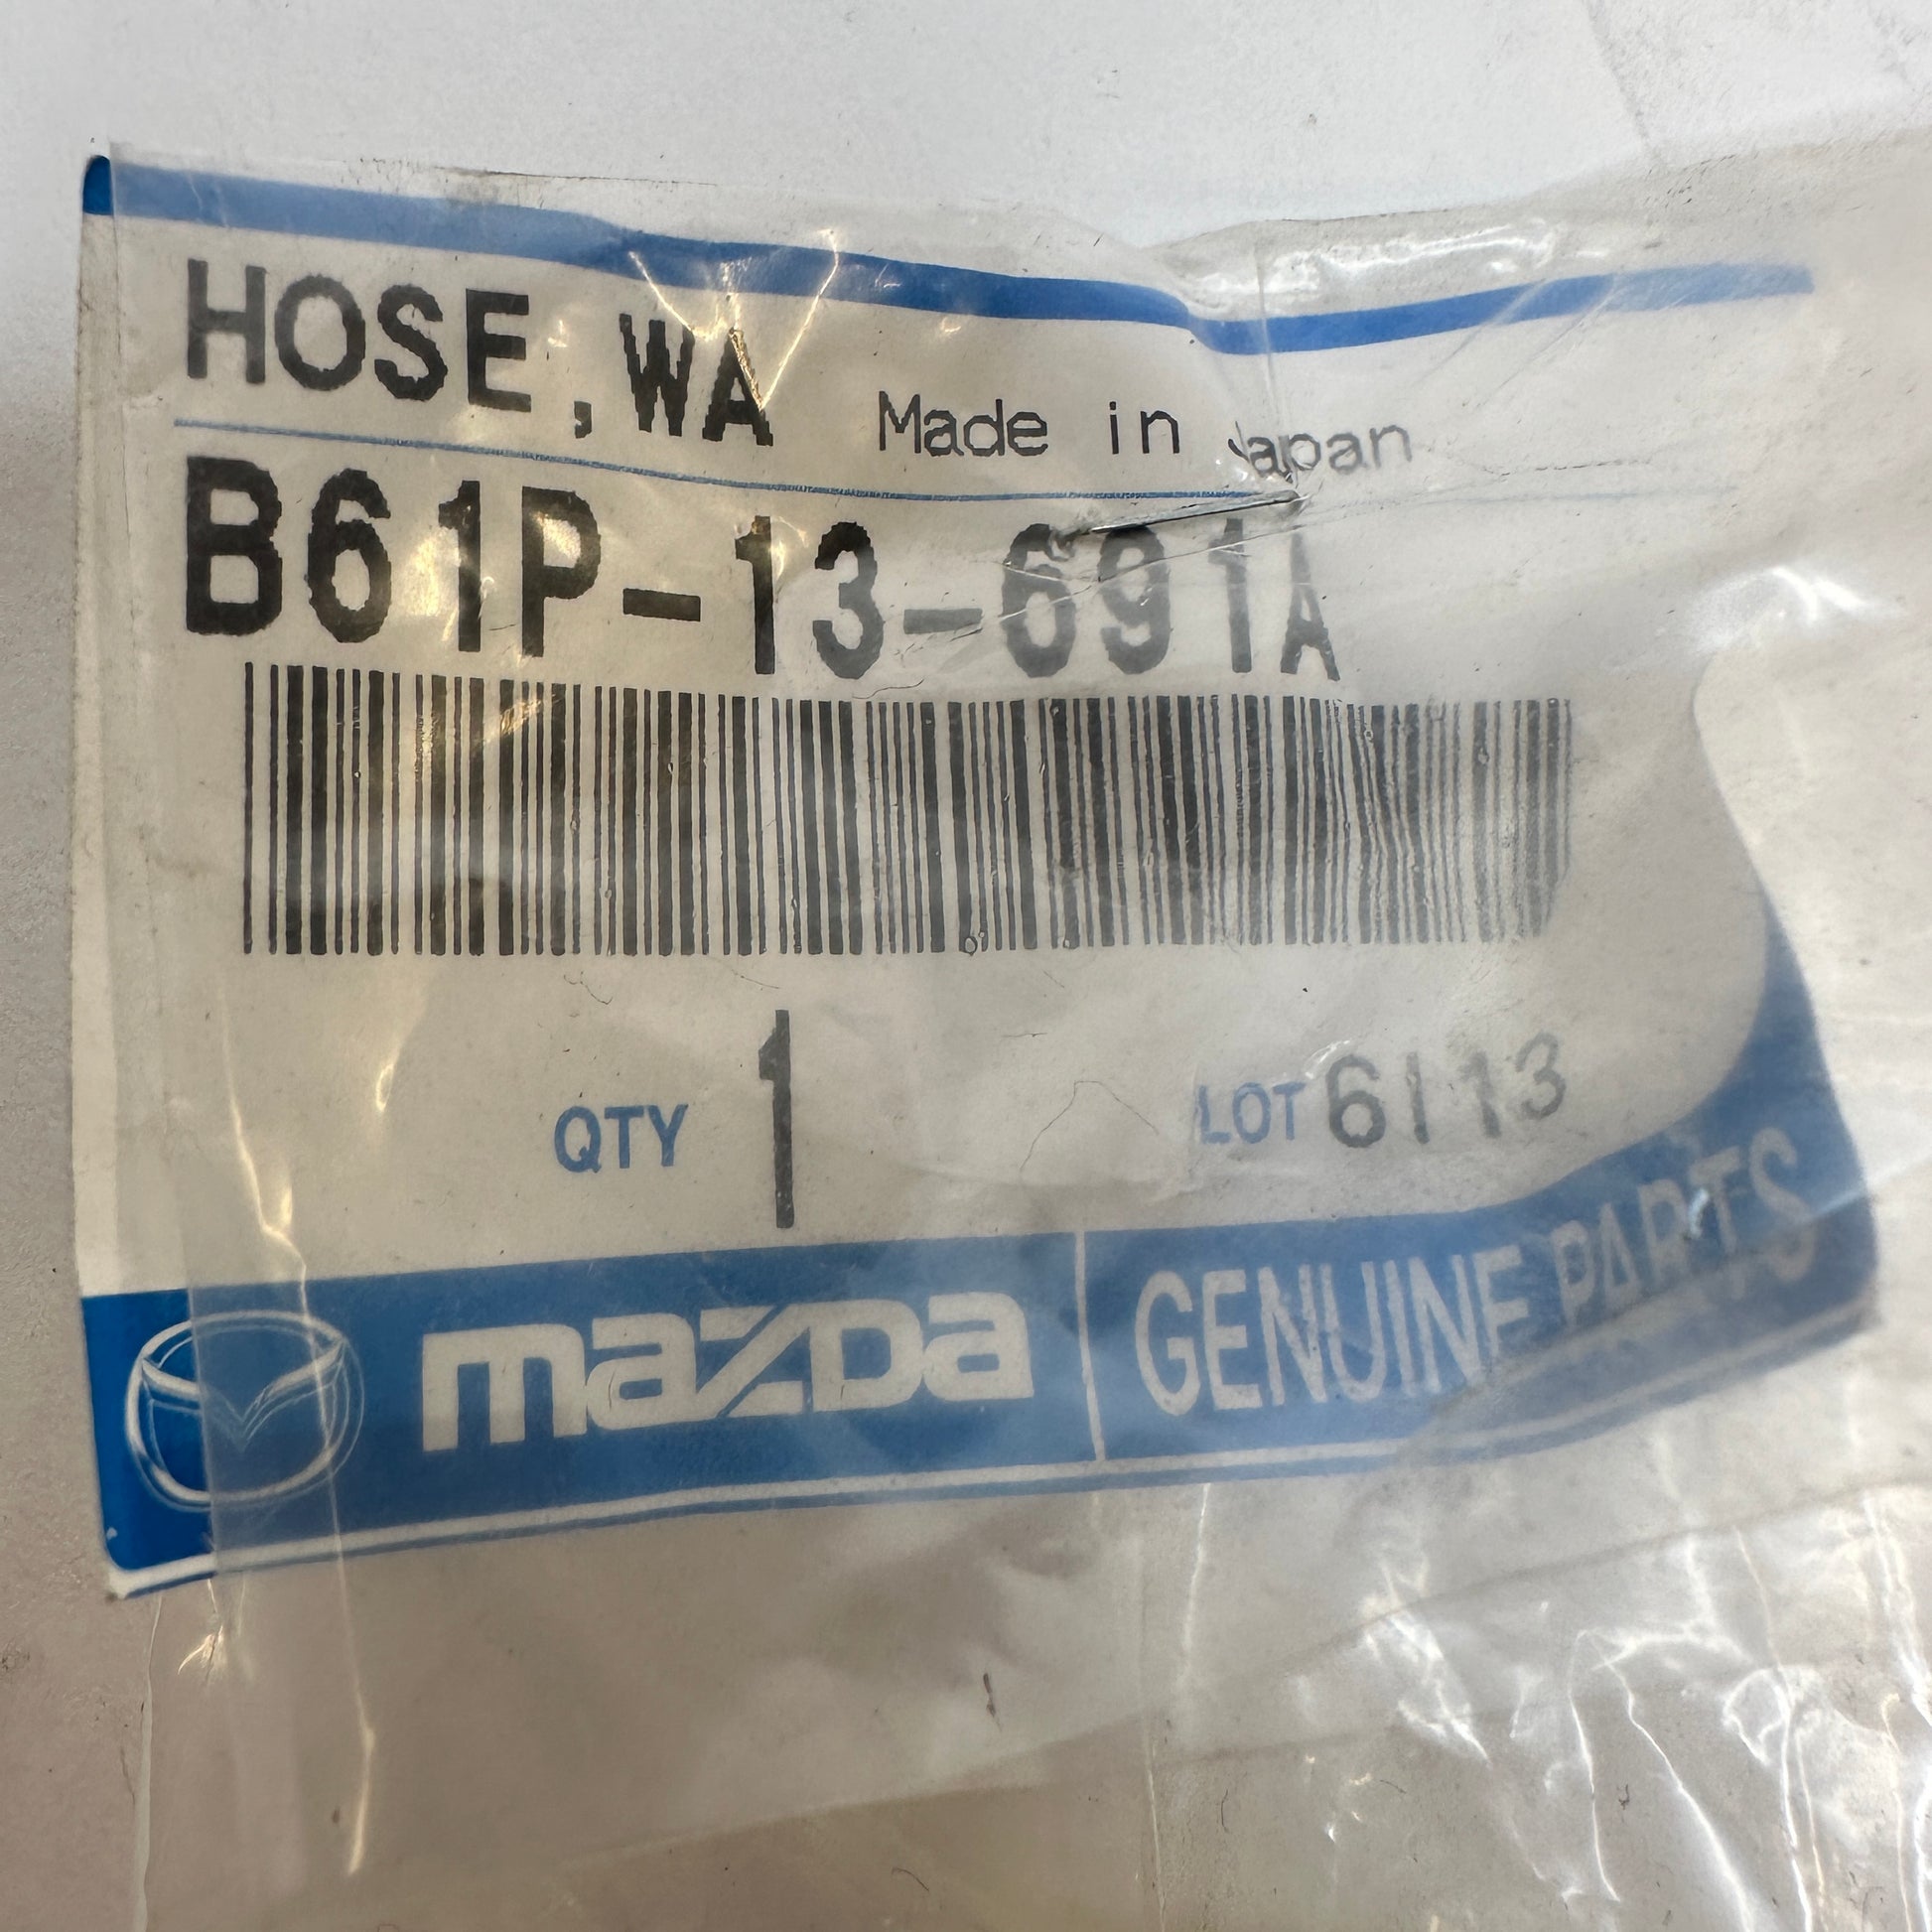 HOSE,WA Made in Japan
B61P-13-691A
QTY 1 LOT 6113
mazda GENUINE PARTS